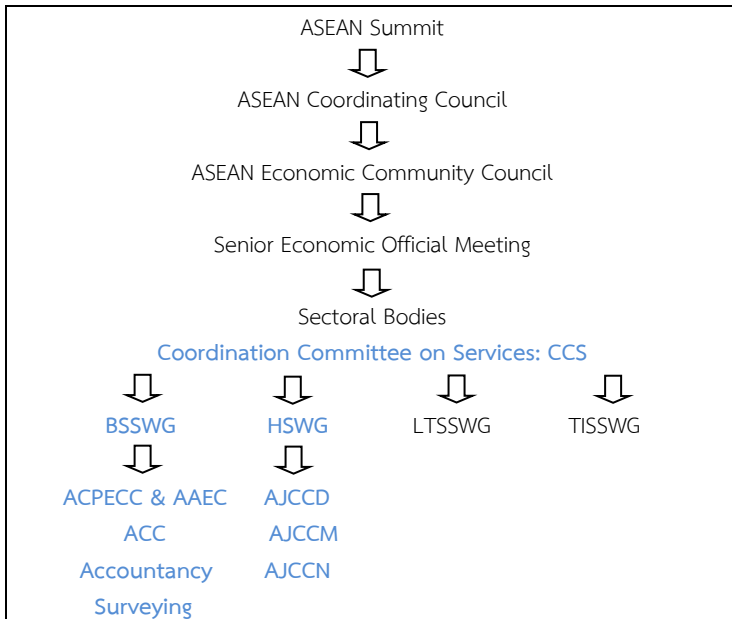 ASEAN Summit
ASEAN Coordinating Council
ASEAN Economic Community Council
Senior Economic Official Meeting
Sectoral Bodies
Coordination Committee on Services: CCS
BSSWG HSWG LTSSWG TISSWG
ACPECC & AAEC AJCCD
ACC AJCCM
Accountancy AJCCN
Surveying